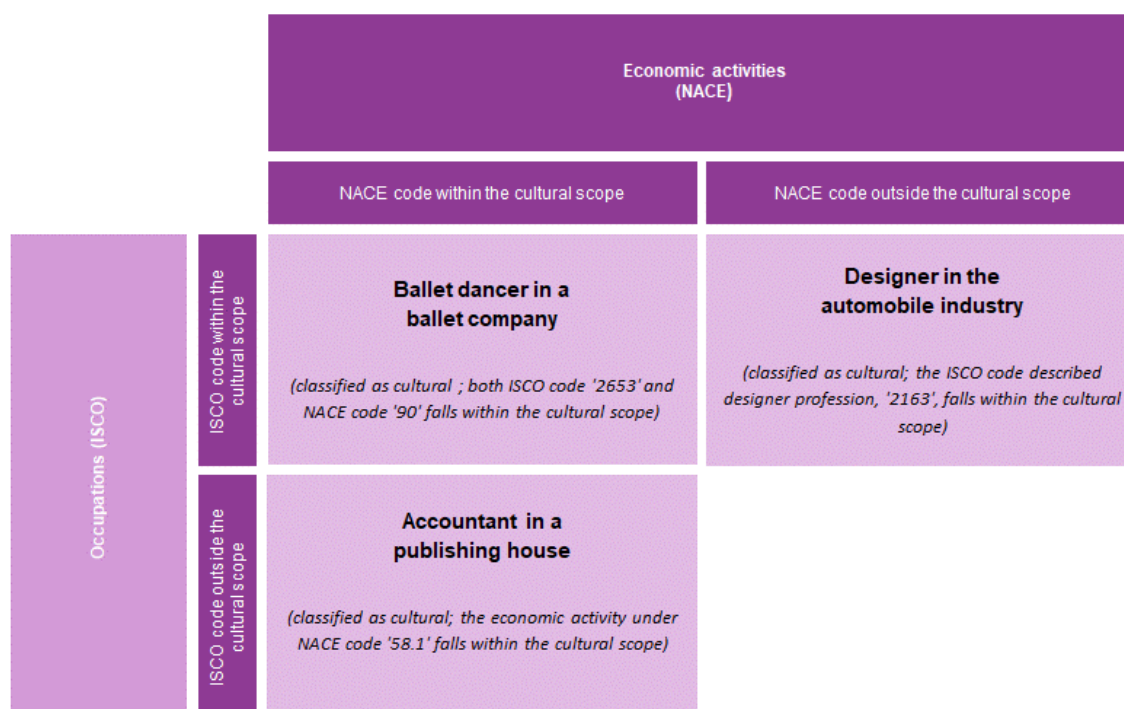 Economic activities
(NACE)
NACE code within the cultural scope
NACE code outside the cultural scope
Occupations (ISCO)
ISCO code within the
cultural scope
Ballet dancer in a
ballet company
(classified as cultural ; both ISCO code '2653' and
NACE code '90' falls within the cultural scope)
Designer in the
automobile industry
(classified as cultural; the ISCO code described
designer profession, '2163', falls within the cultural
scope)
ISCO code outside the
cultural scope
Accountant in a
publishing house
(classified as cultural; the economic activity under
NACE code '58.1' falls within the cultural scope)